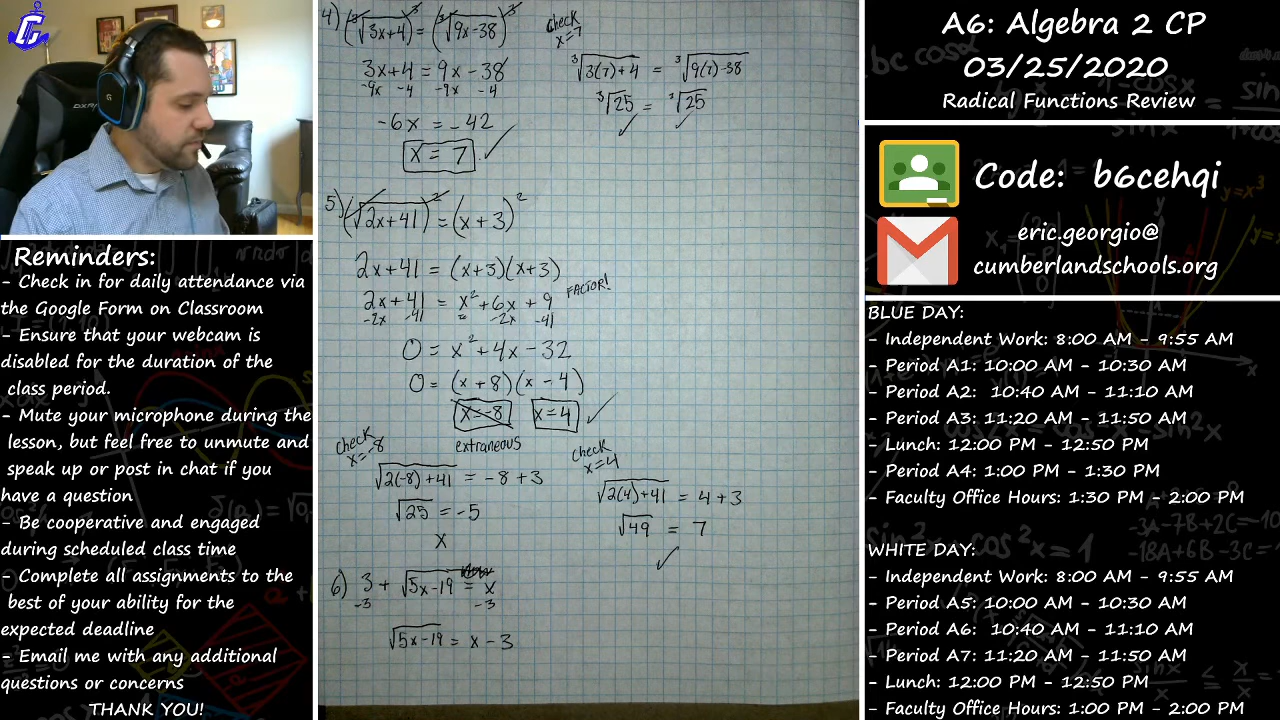 C
Reminders:
- Check in for daily attendance via
the Google Form on Classroom
- Ensure that your webcam is
disabled for the duration of the
class period.
- Mute your microphone during the
lesson, but feel free to unmute and
speak up or post in chat if you
have a question
- Be cooperative and engaged
during scheduled class time
- Complete all assignments to the
best of your ability for the
expected deadline
- Email me with any additional
questions or concerns
THANK YOU!
4) (∛3x+4)³ = (∛9x-38)³
3x+4 = 9x-38
-9x -4 -9x -4
-6x = -42
x = 7 ✓
check
x=7
∛3(7)+4 = ∛9(7)-38
∛25 = ∛25
✓ ✓
5) (√2x+41)² = (x+3)²
2x+41 = (x+3)(x+3)
2x+41 = x²+6x+9 FACTOR!
-2x -41 -2x -41
0 = x²+4x-32
0 = (x+8)(x-4)
x=-8 x=4 ✓
extraneous
check
x=-8
√2(-8)+41 = -8+3
√25 = -5
x
check
x=4
√2(4)+41 = 4+3
√49 = 7
✓
6) 3+ √5x-19 = x
-3 -3
√5x-19 = x-3
A6: Algebra 2 CP
03/25/2020
Radical Functions Review
Code: b6cehqi
eric.georgio@
cumberlandschools.org
BLUE DAY:
- Independent Work: 8:00 AM - 9:55 AM
- Period A1: 10:00 AM - 10:30 AM
- Period A2: 10:40 AM - 11:10 AM
- Period A3: 11:20 AM - 11:50 AM
- Lunch: 12:00 PM - 12:50 PM
- Period A4: 1:00 PM - 1:30 PM
- Faculty Office Hours: 1:30 PM - 2:00 PM
WHITE DAY:
- Independent Work: 8:00 AM - 9:55 AM
- Period A5: 10:00 AM - 10:30 AM
- Period A6: 10:40 AM - 11:10 AM
- Period A7: 11:20 AM - 11:50 AM
- Lunch: 12:00 PM - 12:50 PM
- Faculty Office Hours: 1:00 PM - 2:00 PM